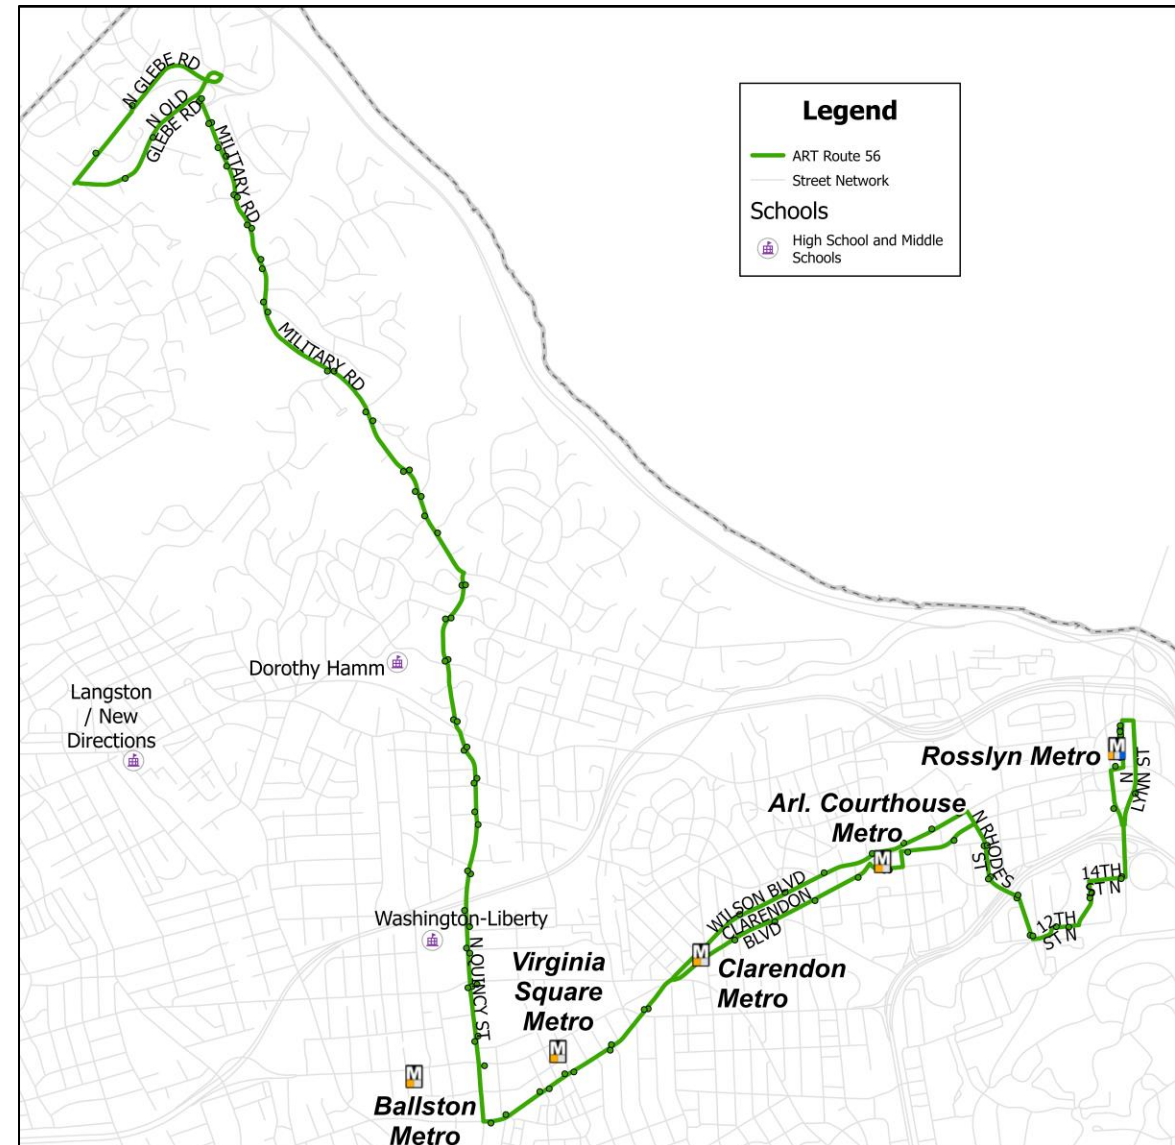 N GLEBE RD
N OLD
GLEBE RD
MILITARY RD
MILITARY RD
Legend
ART Route 56
Street Network
Schools
High School and Middle
Schools
Dorothy Hamm
Langston
/ New
Directions
Rosslyn Metro
N
LYNN ST
Arl. Courthouse
Metro
N RHODES
ST
14TH
ST N
12TH
ST N
WILSON BLVD
CLARENDON
BLVD
Washington-Liberty
N QUINCY ST
Virginia
Square
Metro
Clarendon
Metro
Ballston
Metro
M
M
M
M
M